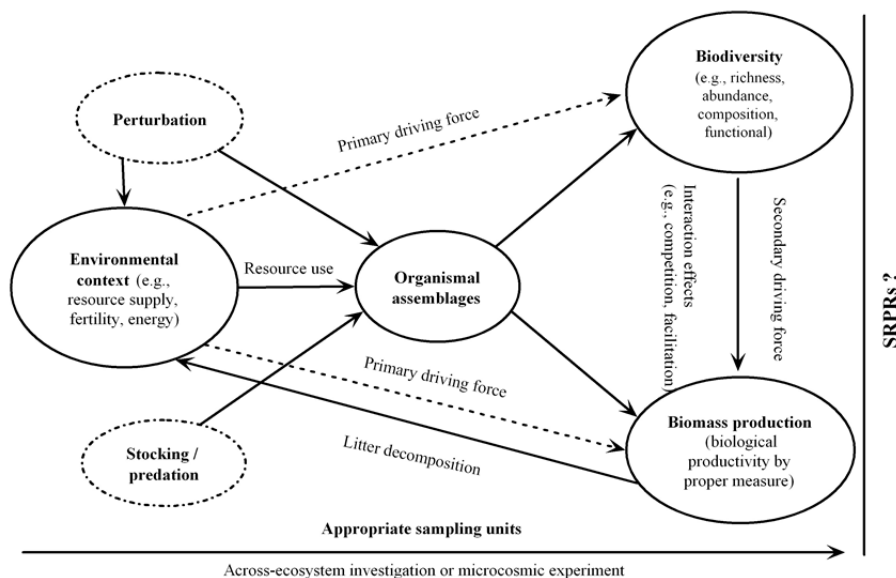 Biodiversity
(e.g., richness,
abundance,
composition,
functional)
Perturbation
Primary driving force
Environmental
context (e.g.,
resource supply,
fertility, energy)
Resource use
Organismal
assemblages
Interaction effects
(e.g., competition, facilitation)
Secondary driving force
SRPRs ?
Primary driving force
Litter decomposition
Stocking /
predation
Biomass production
(biological
productivity by
proper measure)
Appropriate sampling units
Across-ecosystem investigation or microcosmic experiment